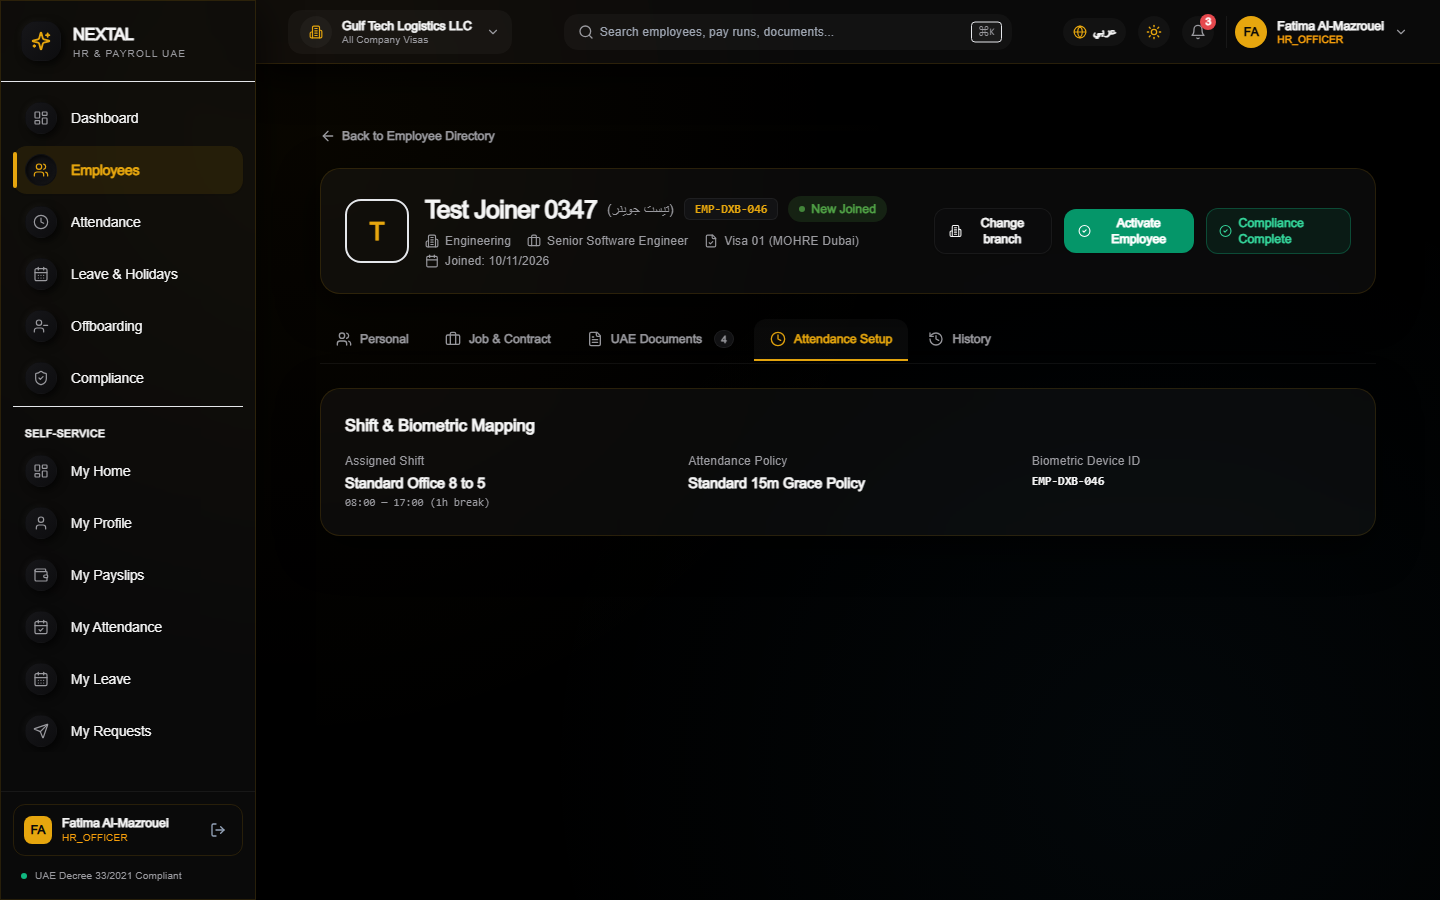 NEXTAL
HR & PAYROLL UAE
Gulf Tech Logistics LLC
All Company Visas
Search employees, pay runs, documents...
⌘K
عربي
3
FA
Fatima Al-Mazrouei
HR_OFFICER
Dashboard
Employees
Attendance
Leave & Holidays
Offboarding
Compliance
SELF-SERVICE
My Home
My Profile
My Payslips
My Attendance
My Leave
My Requests
FA
Fatima Al-Mazrouei
HR_OFFICER
UAE Decree 33/2021 Compliant
Back to Employee Directory
T
Test Joiner 0347 (تيست جوينر) EMP-DXB-046 New Joined
Engineering Senior Software Engineer Visa 01 (MOHRE Dubai)
Joined: 10/11/2026
Change branch
Activate Employee
Compliance Complete
Personal Job & Contract UAE Documents 4 Attendance Setup History
Shift & Biometric Mapping
Assigned Shift
Standard Office 8 to 5
08:00 — 17:00 (1h break)
Attendance Policy
Standard 15m Grace Policy
Biometric Device ID
EMP-DXB-046